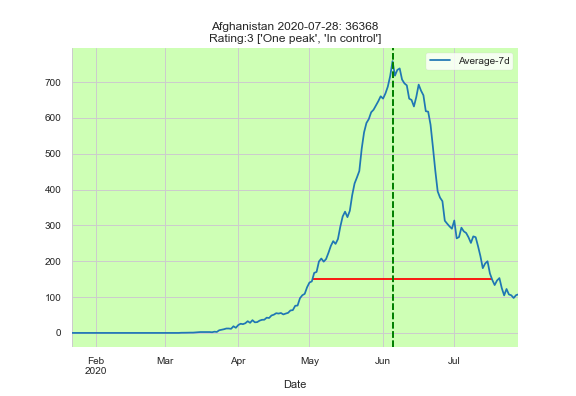 Afghanistan 2020-07-28: 36368
Rating:3 ['One peak', 'In control']
Average-7d
700
600
500
400
300
200
100
0
Feb Mar Apr May Jun Jul
2020
Date